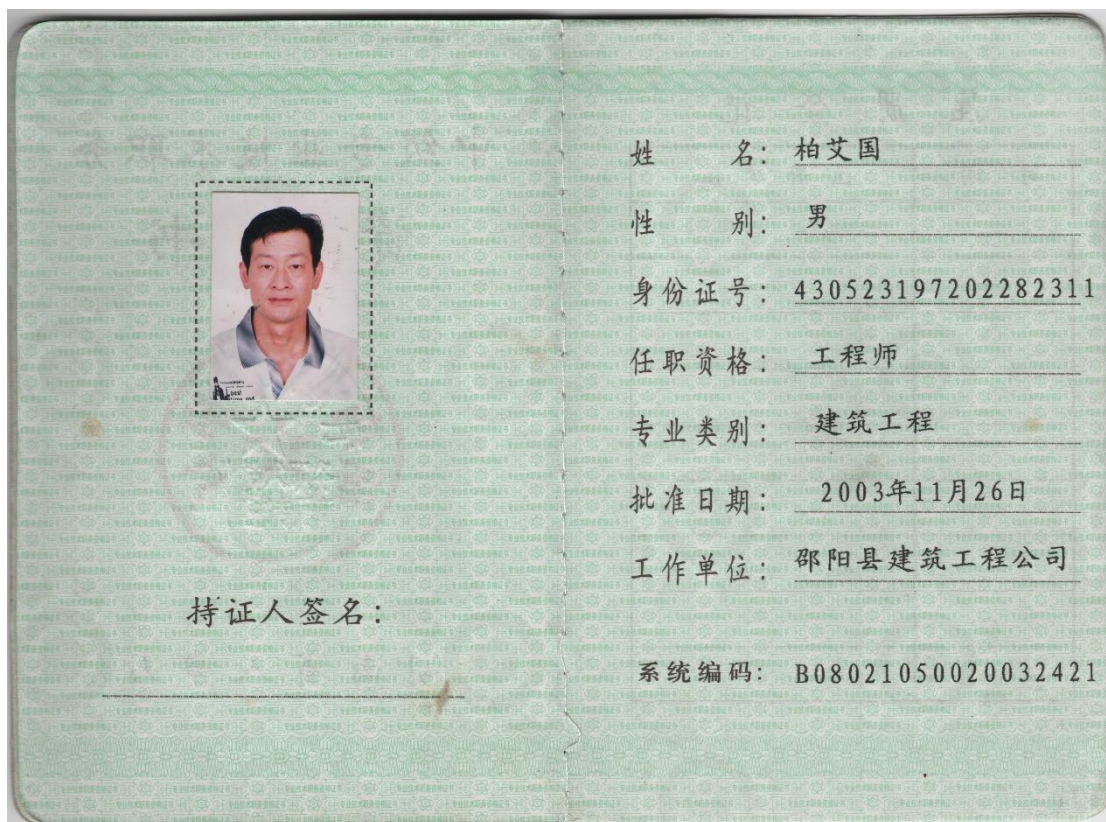 持证人签名:
姓 名: 柏艾国
性 别: 男
身份证号: 430523197202282311
任职资格: 工程师
专业类别: 建筑工程
批准日期: 2003年11月26日
工作单位: 邵阳县建筑工程公司
系统编码: B08021050020032421